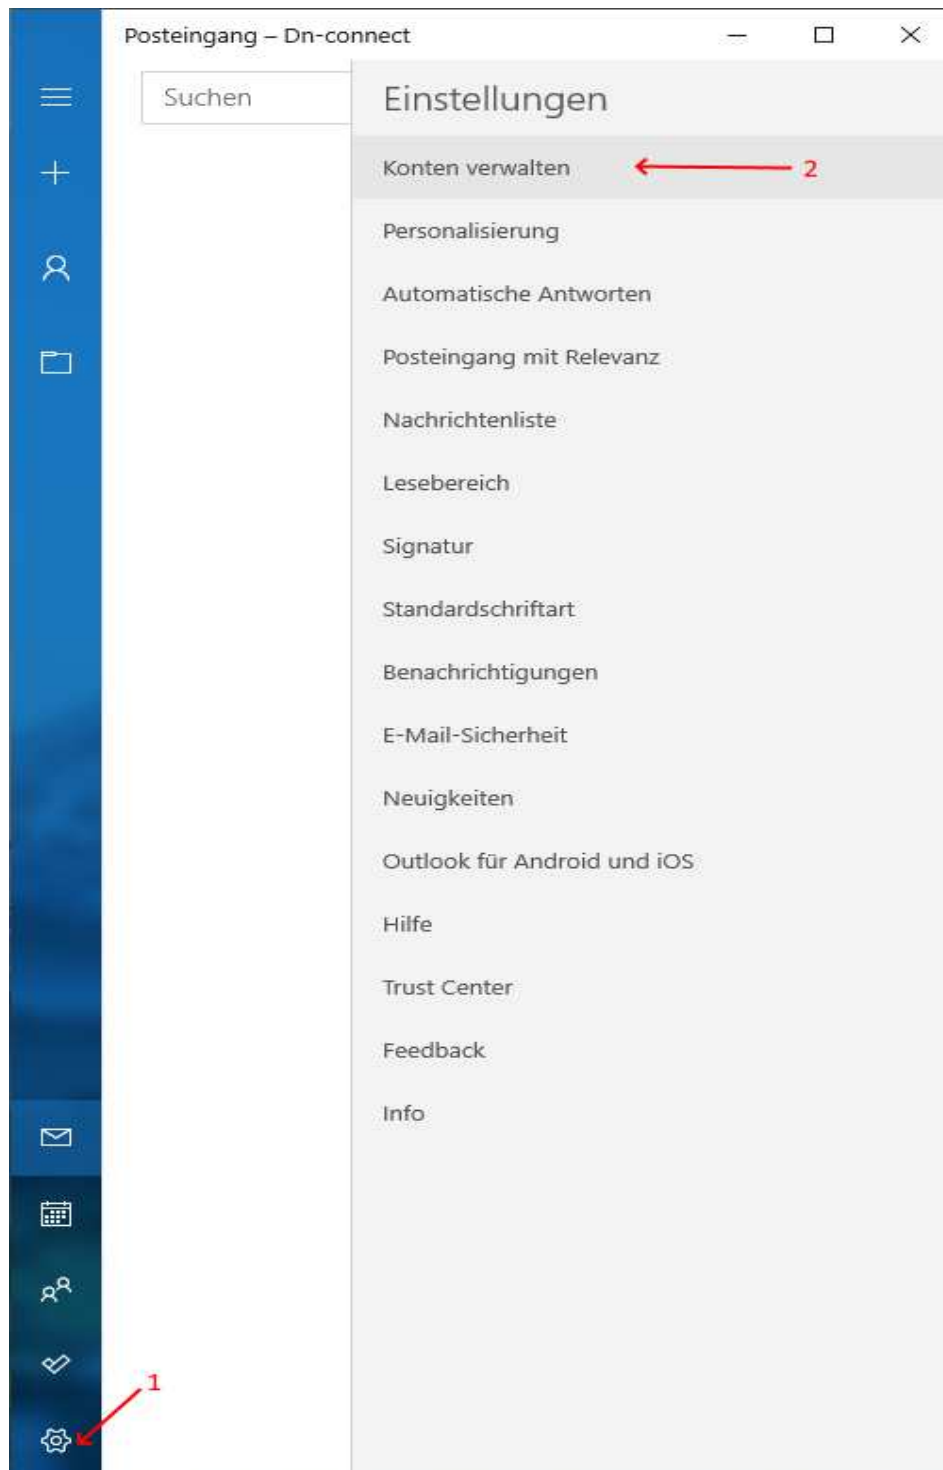 Posteingang – Dn-connect
Suchen
Einstellungen
Konten verwalten
2
Personalisierung
Automatische Antworten
Posteingang mit Relevanz
Nachrichtenliste
Lesebereich
Signatur
Standardschriftart
Benachrichtigungen
E-Mail-Sicherheit
Neuigkeiten
Outlook für Android und iOS
Hilfe
Trust Center
Feedback
Info
1